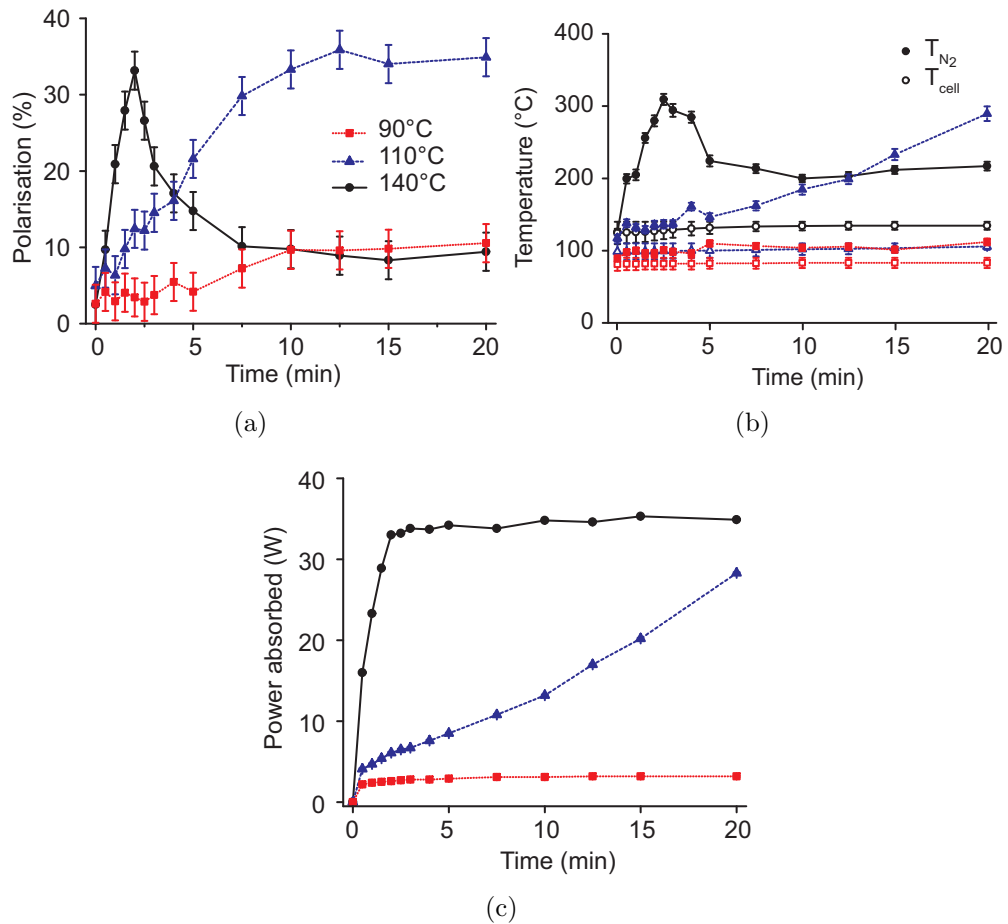 40
30
20
10
0
Polarisation (%)
90°C
110°C
140°C
0 5 10 15 20
Time (min)
(a)
400
300
200
100
0
Temperature (°C)
T_N2
T_cell
0 5 10 15 20
Time (min)
(b)
40
30
20
10
0
Power absorbed (W)
0 5 10 15 20
Time (min)
(c)